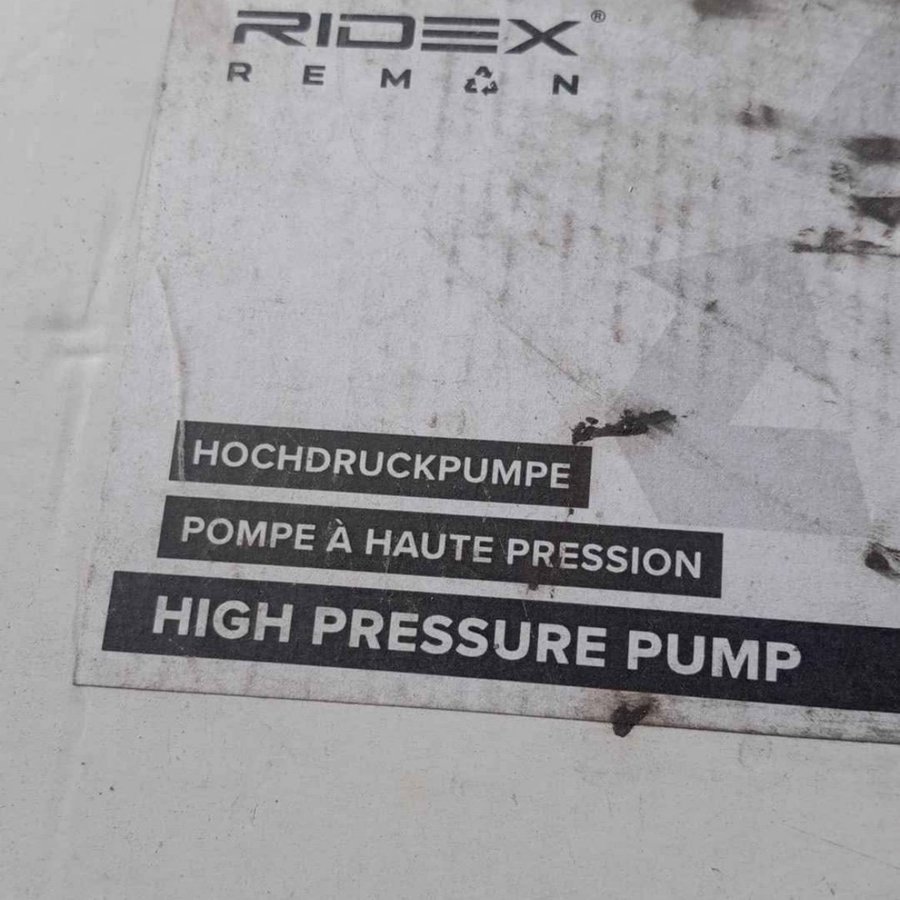 RIDEX®
REMAN
HOCHDRUCKPUMPE
POMPE À HAUTE PRESSION
HIGH PRESSURE PUMP